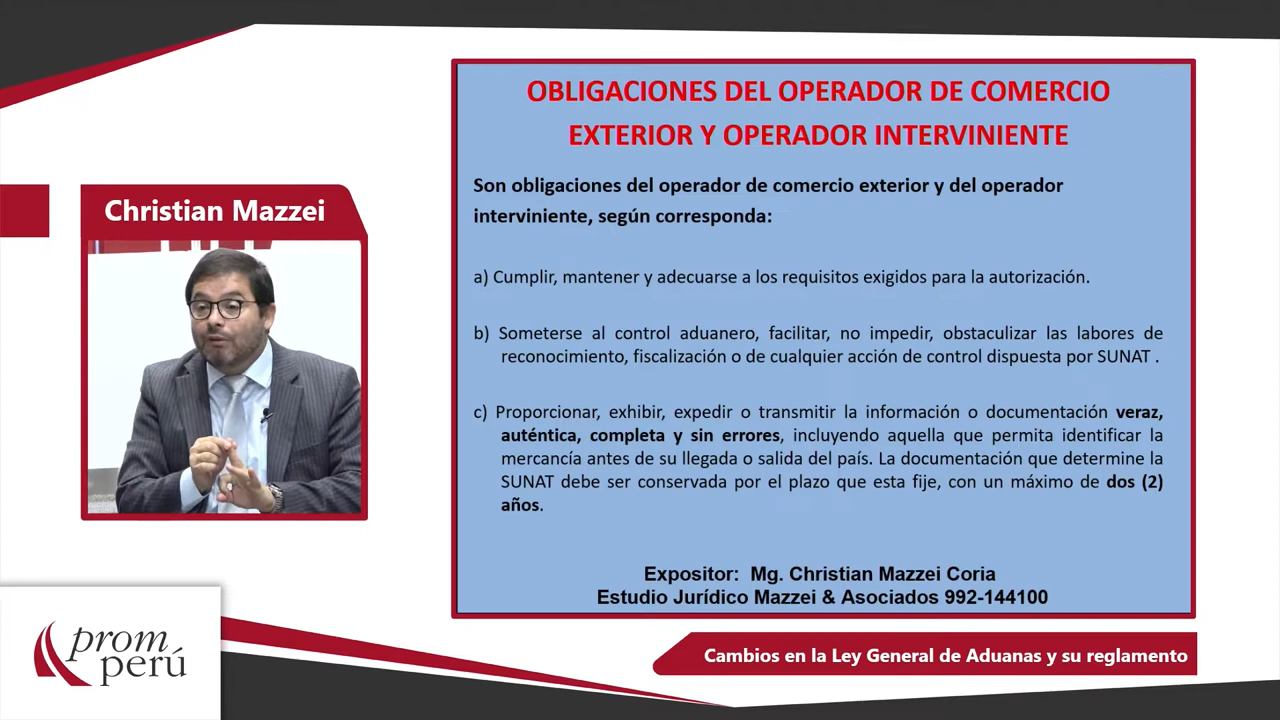 Christian Mazzei
OBLIGACIONES DEL OPERADOR DE COMERCIO
EXTERIOR Y OPERADOR INTERVINIENTE
Son obligaciones del operador de comercio exterior y del operador
interviniente, según corresponda:
a) Cumplir, mantener y adecuarse a los requisitos exigidos para la autorización.
b) Someterse al control aduanero, facilitar, no impedir, obstaculizar las labores de
reconocimiento, fiscalización o de cualquier acción de control dispuesta por SUNAT .
c) Proporcionar, exhibir, expedir o transmitir la información o documentación veraz,
auténtica, completa y sin errores, incluyendo aquella que permita identificar la
mercancía antes de su llegada o salida del país. La documentación que determine la
SUNAT debe ser conservada por el plazo que esta fije, con un máximo de dos (2)
años.
Expositor: Mg. Christian Mazzei Coria
Estudio Jurídico Mazzei & Asociados 992-144100
prom
perú
Cambios en la Ley General de Aduanas y su reglamento